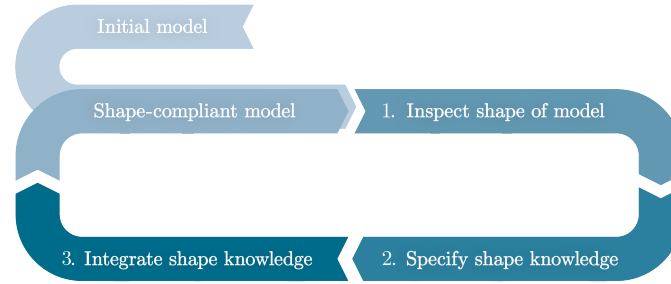 Initial model
Shape-compliant model
1. Inspect shape of model
2. Specify shape knowledge
3. Integrate shape knowledge